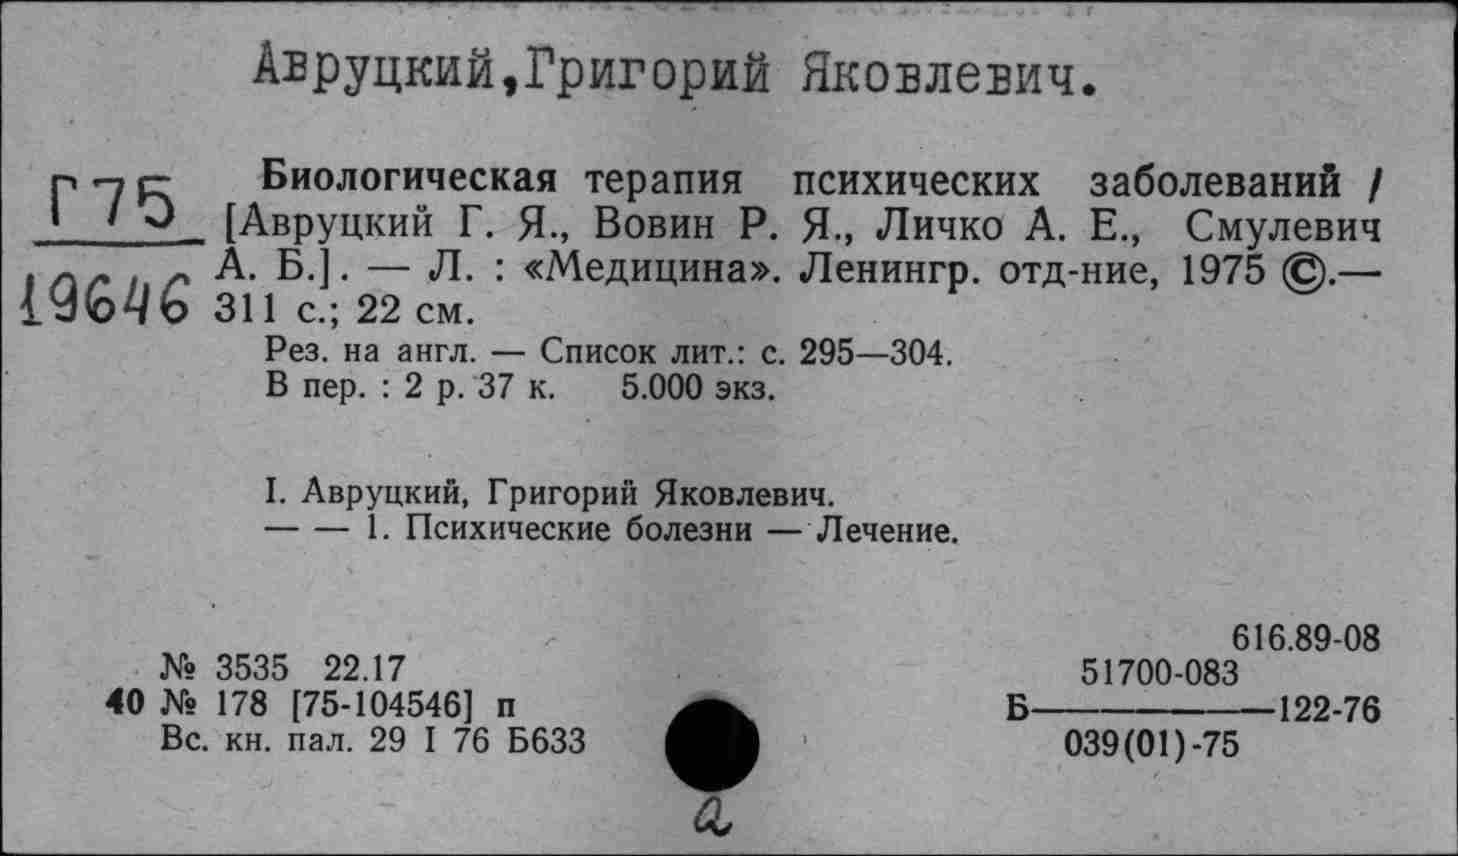 Авруцкий,Григорий Яковлевич.
Г75
19646
Биологическая терапия психических заболеваний /
[Авруцкий Г. Я., Вовин Р. Я., Личко А. Е., Смулевич
А. Б.]. — Л. : «Медицина». Ленингр. отд-ние, 1975 ©.—
311 с.; 22 см.
Рез. на англ. — Список лит.: с. 295—304.
В пер. : 2 р. 37 к. 5.000 экз.
I. Авруцкий, Григорий Яковлевич.
— — 1. Психические болезни — Лечение.
616.89-08
№ 3535 22.17
40 № 178 [75-104546] п
Вс. кн. пал. 29 I 76 Б633
51700-083
Б————122-76
039(01)-75
а